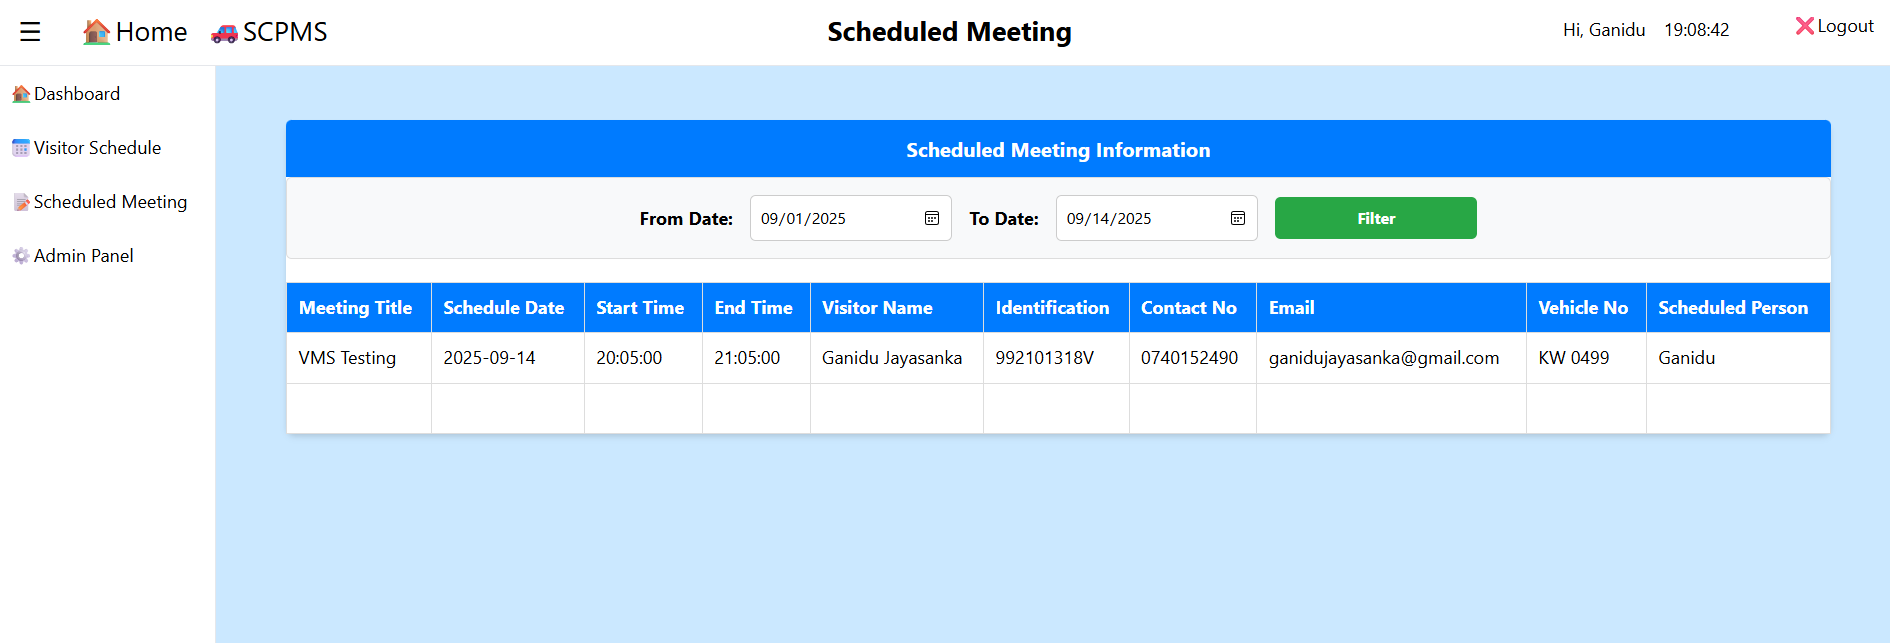 ☰ Home SCPMS Scheduled Meeting Hi, Ganidu 19:08:42 Logout
Dashboard
Visitor Schedule
Scheduled Meeting
Admin Panel
Scheduled Meeting Information
From Date: 09/01/2025 To Date: 09/14/2025 Filter
Meeting Title Schedule Date Start Time End Time Visitor Name Identification Contact No Email Vehicle No Scheduled Person
VMS Testing 2025-09-14 20:05:00 21:05:00 Ganidu Jayasanka 992101318V 0740152490 ganidujayasanka@gmail.com KW 0499 Ganidu